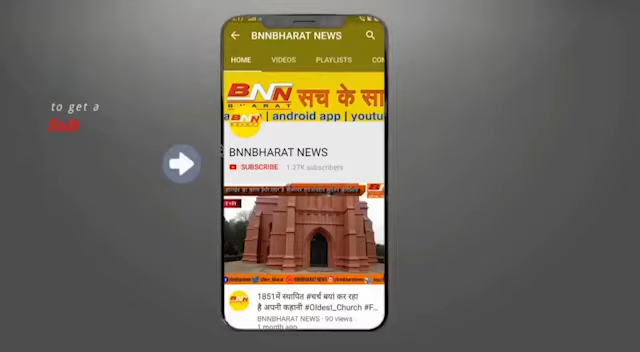 to get a
Sub
BNNBHARAT NEWS
HOME VIDEOS PLAYLISTS
BNN
BHARAT
सच के सा
| android app | youtu
BNNBHARAT NEWS
SUBSCRIBE 1.27K subscribers
1851में स्थापित #चर्च बयां कर रहा
है अपनी कहानी #Oldest_Church #F...
BNNBHARAT NEWS · 90 views
1 month ago